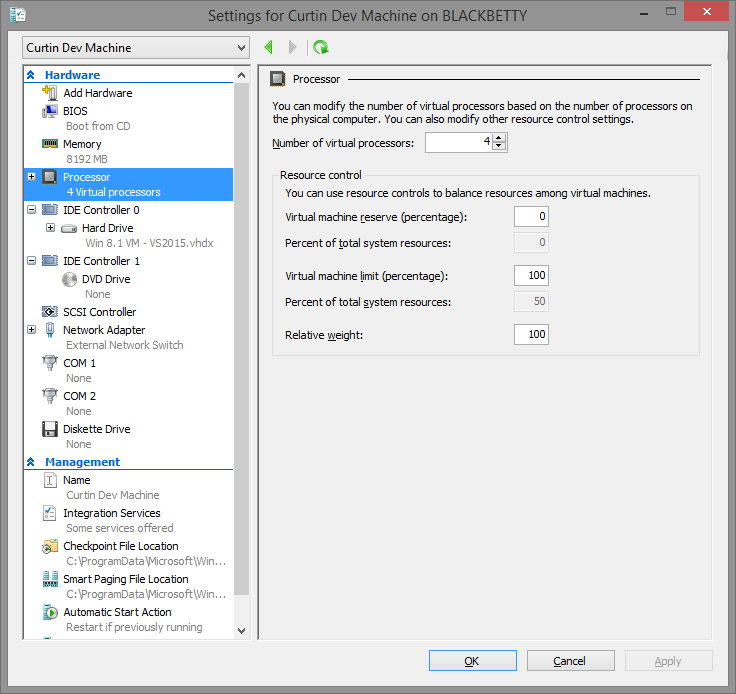 Settings for Curtin Dev Machine on BLACKBETTY
Curtin Dev Machine
Hardware
Add Hardware
BIOS
Boot from CD
Memory
8192 MB
Processor
4 Virtual processors
IDE Controller 0
Hard Drive
Win 8.1 VM - VS2015.vhdx
IDE Controller 1
DVD Drive
None
SCSI Controller
Network Adapter
External Network Switch
COM 1
None
COM 2
None
Diskette Drive
None
Management
Name
Curtin Dev Machine
Integration Services
Some services offered
Checkpoint File Location
C:\ProgramData\Microsoft\Win...
Smart Paging File Location
C:\ProgramData\Microsoft\Win...
Automatic Start Action
Restart if previously running
Processor
You can modify the number of virtual processors based on the number of processors on
the physical computer. You can also modify other resource control settings.
Number of virtual processors: 4
Resource control
You can use resource controls to balance resources among virtual machines.
Virtual machine reserve (percentage): 0
Percent of total system resources: 0
Virtual machine limit (percentage): 100
Percent of total system resources: 50
Relative weight: 100
OK Cancel Apply